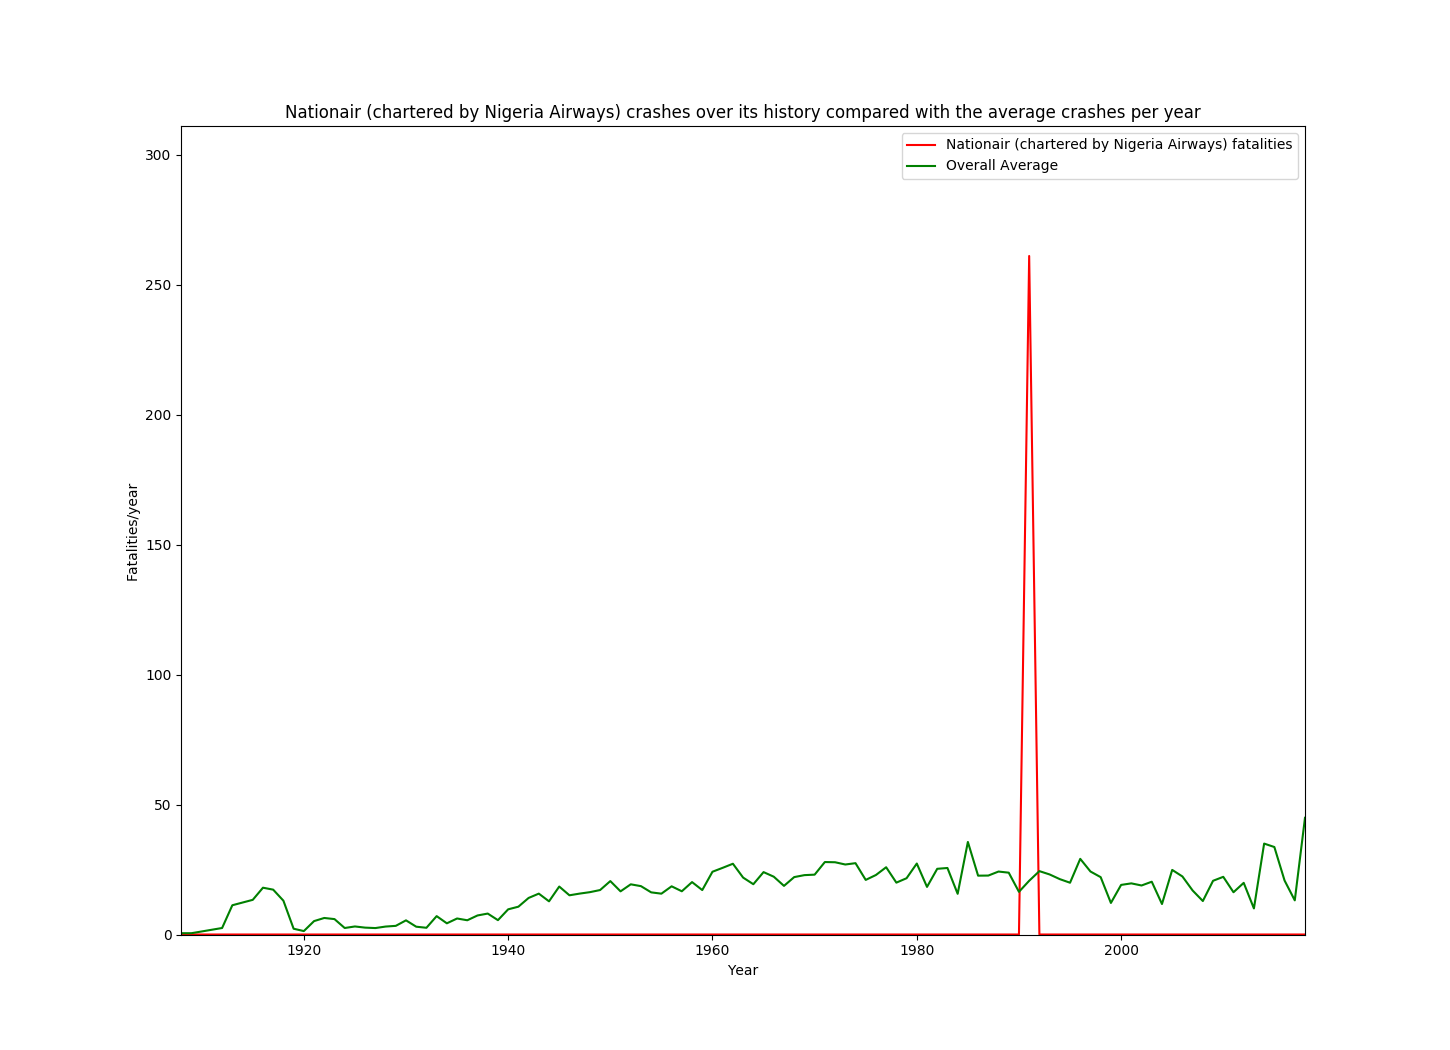 Nationair (chartered by Nigeria Airways) crashes over its history compared with the average crashes per year
Nationair (chartered by Nigeria Airways) fatalities
Overall Average
300
250
200
150
100
50
0
Fatalities/year
1920
1940
1960
1980
2000
Year